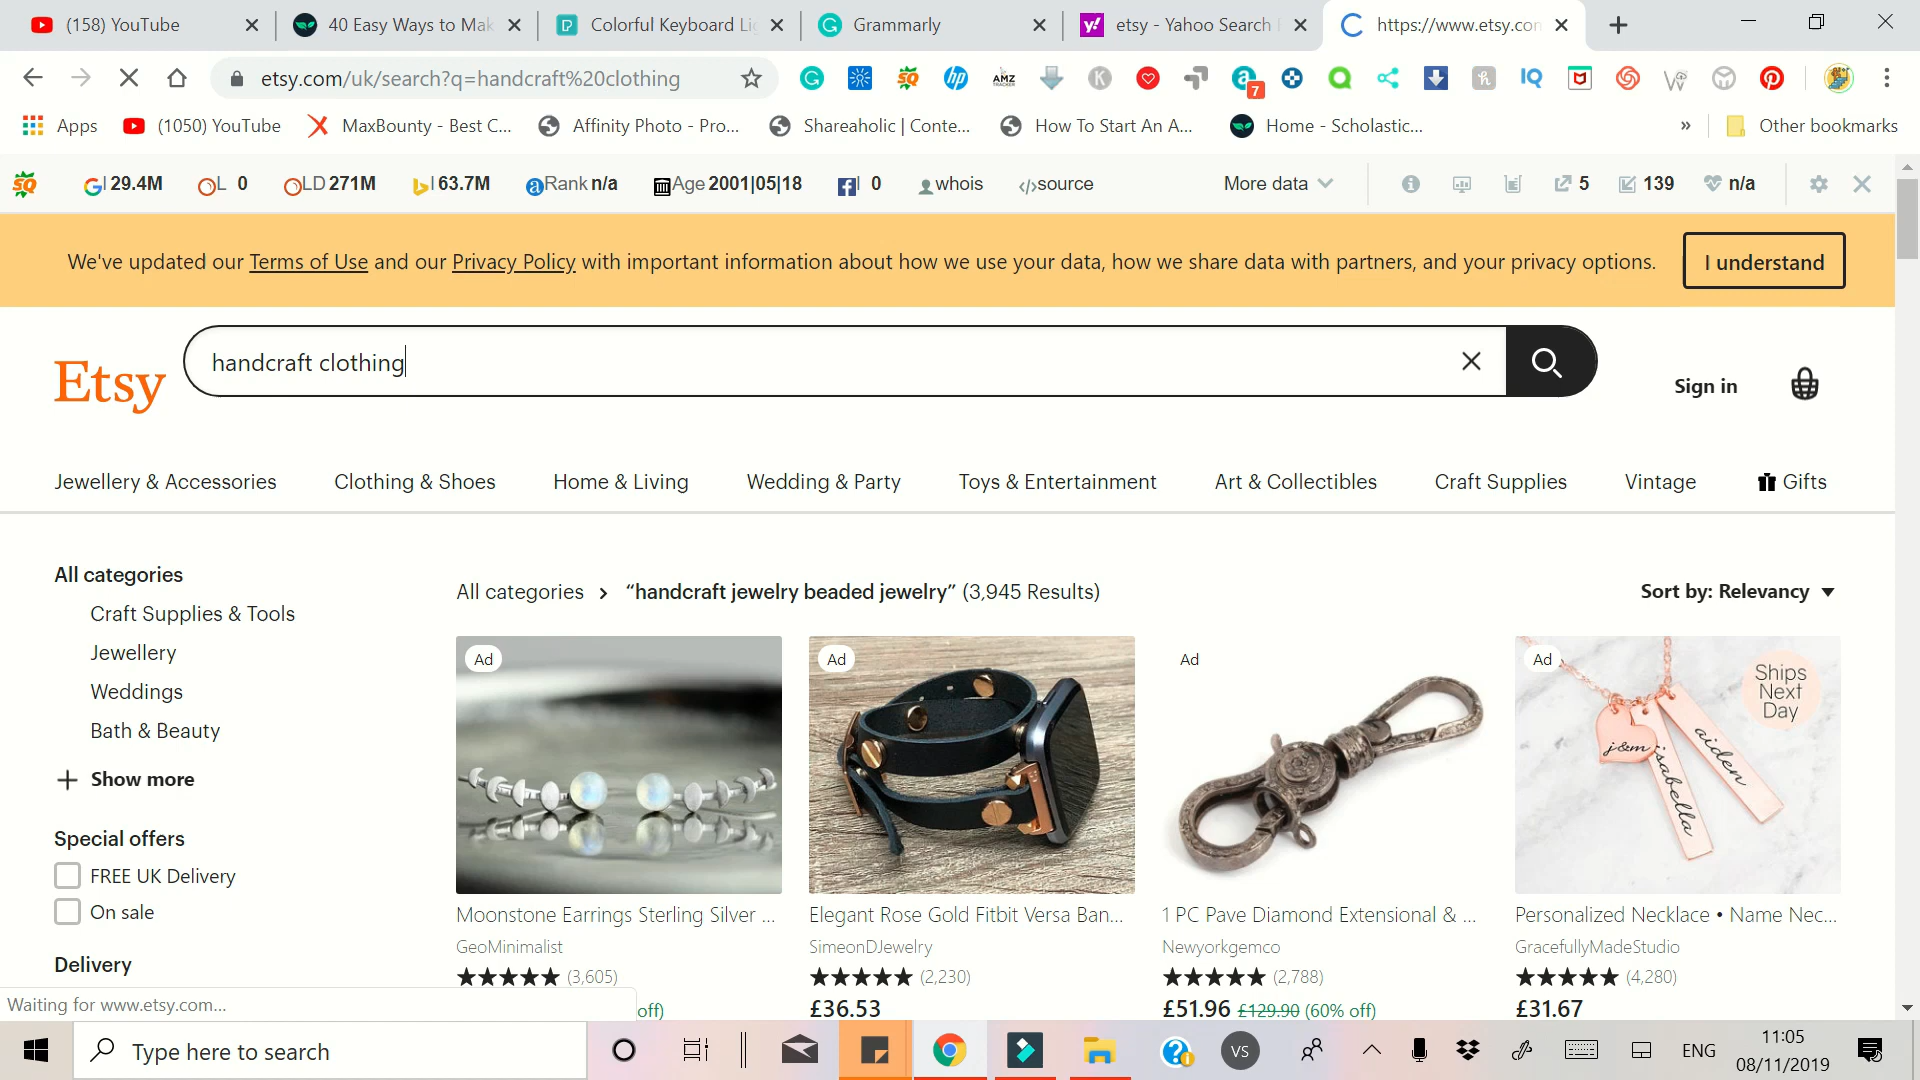 (158) YouTube
40 Easy Ways to Mak
Colorful Keyboard Li
Grammarly
etsy - Yahoo Search
https://www.etsy.com
etsy.com/uk/search?q=handcraft%20clothing
AMZ
TRACKER
7
Apps
(1050) YouTube
MaxBounty - Best C...
Affinity Photo - Pro...
Shareaholic | Conte...
How To Start An A...
Home - Scholastic...
»
Other bookmarks
SQ
I 29.4M
L 0
LD 271M
I 63.7M
Rank n/a
Age 2001|05|18
I 0
whois
</>source
More data
5
139
n/a
We've updated our Terms of Use and our Privacy Policy with important information about how we use your data, how we share data with partners, and your privacy options.
I understand
Etsy
handcraft clothing
Sign in
Jewellery & Accessories
Clothing & Shoes
Home & Living
Wedding & Party
Toys & Entertainment
Art & Collectibles
Craft Supplies
Vintage
Gifts
All categories
Craft Supplies & Tools
Jewellery
Weddings
Bath & Beauty
Show more
Special offers
FREE UK Delivery
On sale
Delivery
All categories > “handcraft jewelry beaded jewelry” (3,945 Results)
Sort by: Relevancy
Ad
Moonstone Earrings Sterling Silver ...
GeoMinimalist
(3,605)
off)
Ad
Elegant Rose Gold Fitbit Versa Ban...
SimeonDJewelry
(2,230)
£36.53
Ad
1 PC Pave Diamond Extensional & ...
Newyorkgemco
(2,788)
£51.96 £129.90 (60% off)
Ad
Ships
Next
Day
j&m
isabella
aiden
Personalized Necklace • Name Nec...
GracefullyMadeStudio
(4,280)
£31.67
Waiting for www.etsy.com...
Type here to search
VS
ENG
11:05
08/11/2019